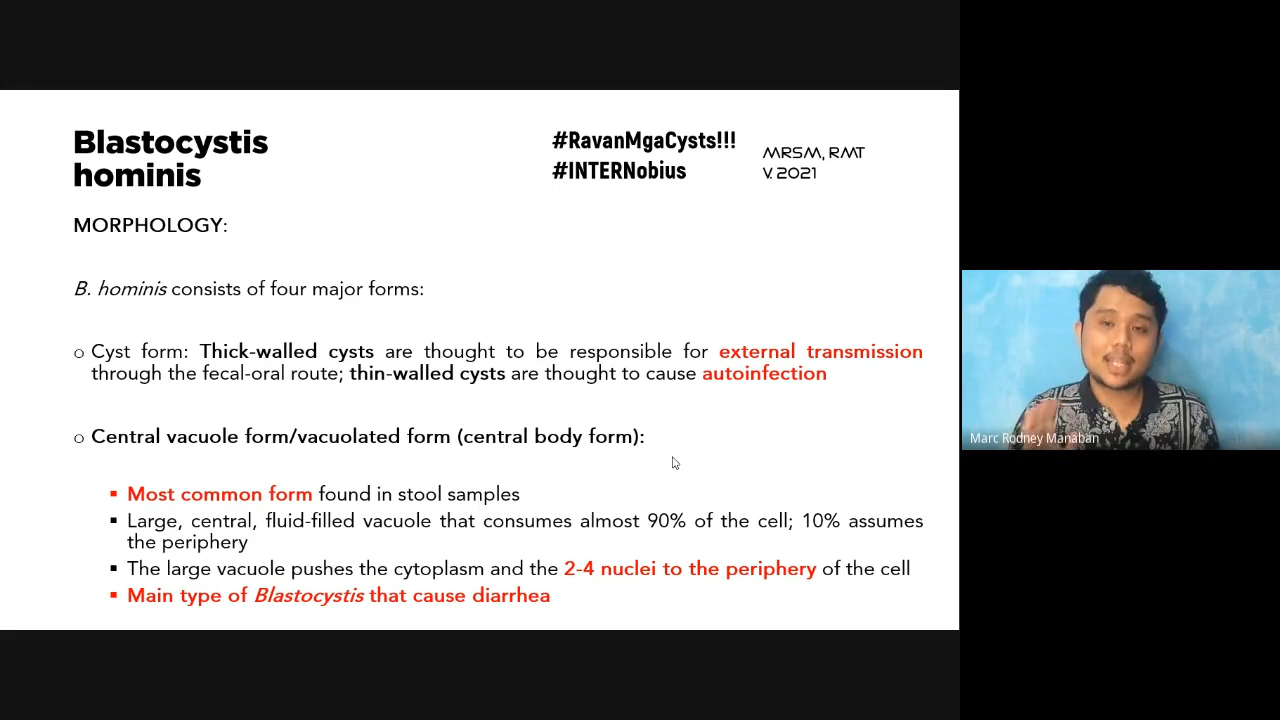 Blastocystis
hominis
#RavanMgaCysts!!!
#INTERNobius
MRSM, RMT
V. 2021
MORPHOLOGY:
B. hominis consists of four major forms:
o Cyst form: Thick-walled cysts are thought to be responsible for external transmission
through the fecal-oral route; thin-walled cysts are thought to cause autoinfection
o Central vacuole form/vacuolated form (central body form):
▪ Most common form found in stool samples
▪ Large, central, fluid-filled vacuole that consumes almost 90% of the cell; 10% assumes
the periphery
▪ The large vacuole pushes the cytoplasm and the 2-4 nuclei to the periphery of the cell
▪ Main type of Blastocystis that cause diarrhea
Marc Rodney Manaban